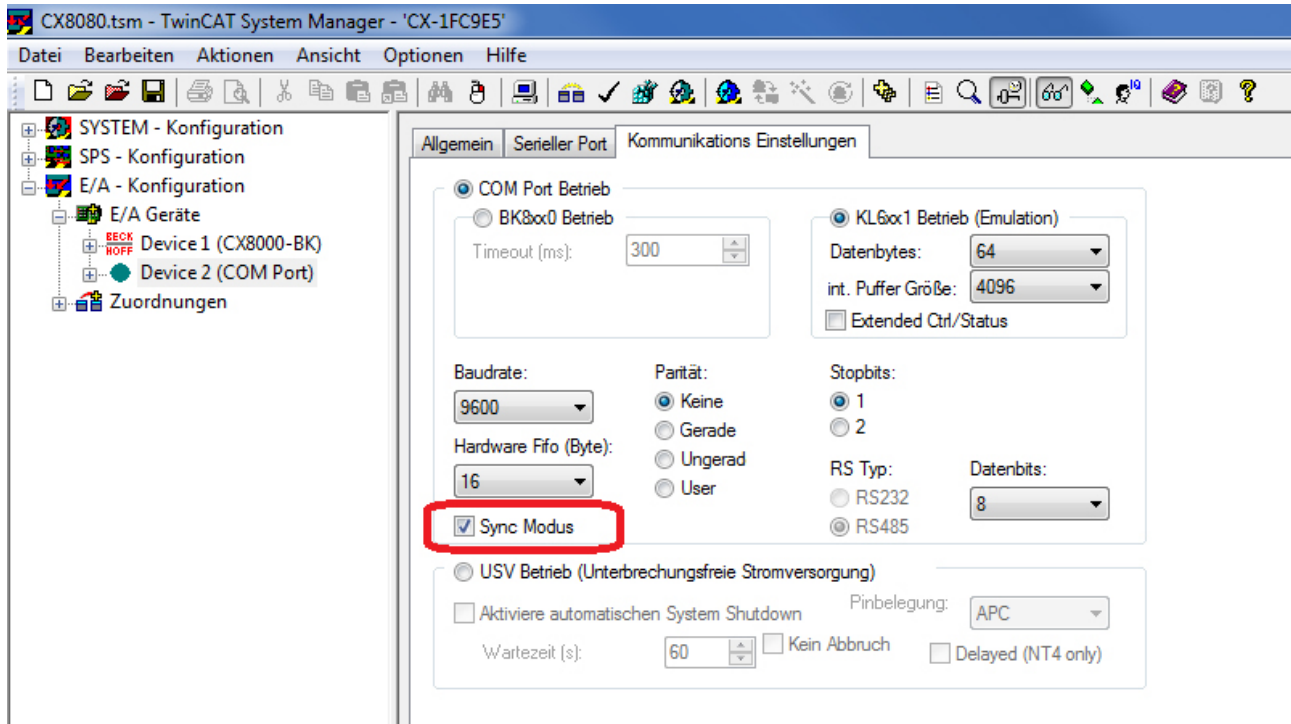 CX8080.tsm - TwinCAT System Manager - 'CX-1FC9E5'
Datei Bearbeiten Aktionen Ansicht Optionen Hilfe
SYSTEM - Konfiguration
SPS - Konfiguration
E/A - Konfiguration
E/A Geräte
BECK
HOFF
Device 1 (CX8000-BK)
Device 2 (COM Port)
Zuordnungen
Allgemein Serieller Port Kommunikations Einstellungen
COM Port Betrieb
BK8xx0 Betrieb
Timeout (ms): 300
KL6xx1 Betrieb (Emulation)
Datenbytes: 64
int. Puffer Größe: 4096
Extended Ctrl/Status
Baudrate:
9600
Hardware Fifo (Byte):
16
Sync Modus
Parität:
Keine
Gerade
Ungerad
User
Stopbits:
1
2
RS Typ:
RS232
RS485
Datenbits:
8
USV Betrieb (Unterbrechungsfreie Stromversorgung)
Aktiviere automatischen System Shutdown
Pinbelegung: APC
Wartezeit (s): 60
Kein Abbruch
Delayed (NT4 only)